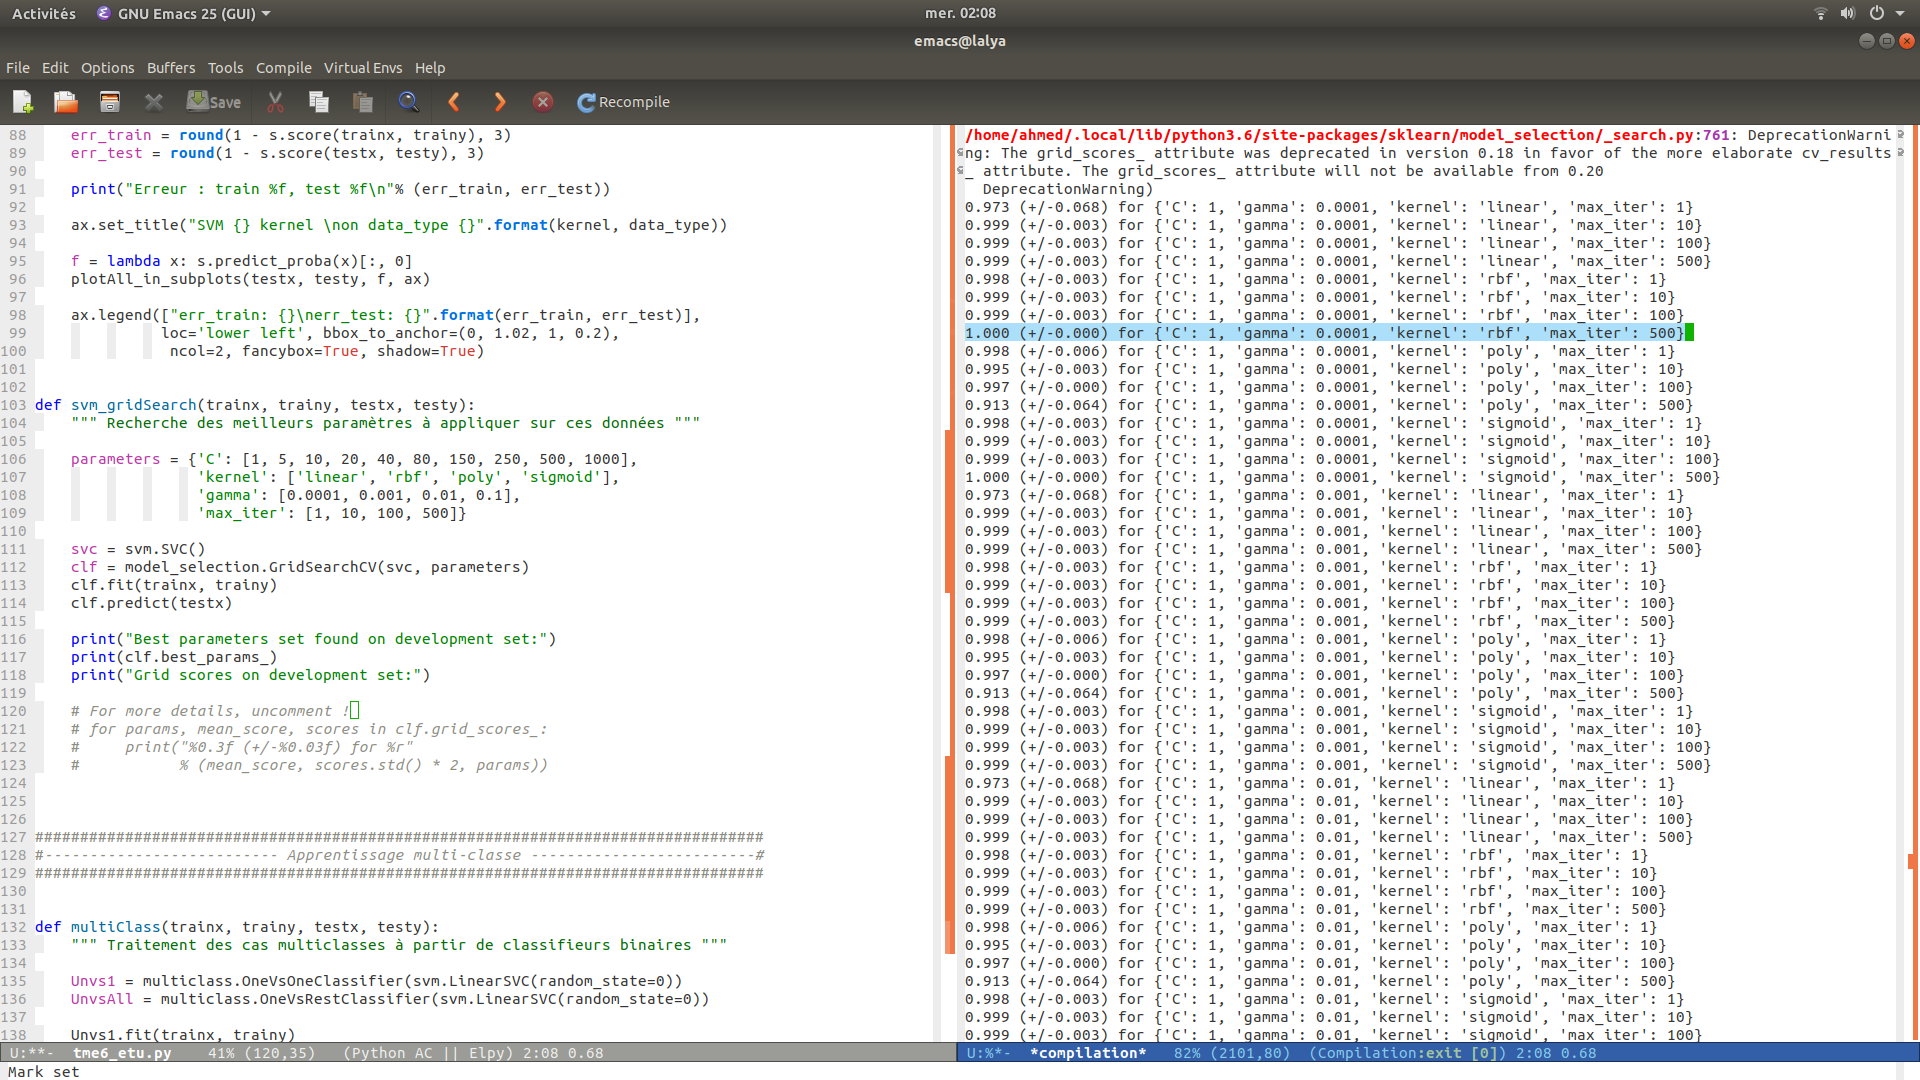 Activités GNU Emacs 25 (GUI) mer. 02:08
emacs@lalya
File Edit Options Buffers Tools Compile Virtual Envs Help
Save Recompile
88 err_train = round(1 - s.score(trainx, trainy), 3)
89 err_test = round(1 - s.score(testx, testy), 3)
90
91 print("Erreur : train %f, test %f\n"% (err_train, err_test))
92
93 ax.set_title("SVM {} kernel \non data_type {}".format(kernel, data_type))
94
95 f = lambda x: s.predict_proba(x)[:, 0]
96 plotAll_in_subplots(testx, testy, f, ax)
97
98 ax.legend(["err_train: {}\nerr_test: {}".format(err_train, err_test)],
99 loc='lower left', bbox_to_anchor=(0, 1.02, 1, 0.2),
100 ncol=2, fancybox=True, shadow=True)
101
102
103 def svm_gridSearch(trainx, trainy, testx, testy):
104 """ Recherche des meilleurs paramètres à appliquer sur ces données """
105
106 parameters = {'C': [1, 5, 10, 20, 40, 80, 150, 250, 500, 1000],
107 'kernel': ['linear', 'rbf', 'poly', 'sigmoid'],
108 'gamma': [0.0001, 0.001, 0.01, 0.1],
109 'max_iter': [1, 10, 100, 500]}
110
111 svc = svm.SVC()
112 clf = model_selection.GridSearchCV(svc, parameters)
113 clf.fit(trainx, trainy)
114 clf.predict(testx)
115
116 print("Best parameters set found on development set:")
117 print(clf.best_params_)
118 print("Grid scores on development set:")
119
120 # For more details, uncomment !
121 # for params, mean_score, scores in clf.grid_scores_:
122 # print("%0.3f (+/-%0.03f) for %r"
123 # % (mean_score, scores.std() * 2, params))
124
125
126
127 #################################################################################
128 #-------------------------- Apprentissage multi-classe -------------------------#
129 #################################################################################
130
131
132 def multiClass(trainx, trainy, testx, testy):
133 """ Traitement des cas multiclasses à partir de classifieurs binaires """
134
135 Unvs1 = multiclass.OneVsOneClassifier(svm.LinearSVC(random_state=0))
136 UnvsAll = multiclass.OneVsRestClassifier(svm.LinearSVC(random_state=0))
137
138 Unvs1.fit(trainx, trainy)
U:**- tme6_etu.py 41% (120,35) (Python AC || Elpy) 2:08 0.68
/home/ahmed/.local/lib/python3.6/site-packages/sklearn/model_selection/_search.py:761: DeprecationWarni
ng: The grid_scores_ attribute was deprecated in version 0.18 in favor of the more elaborate cv_results
_ attribute. The grid_scores_ attribute will not be available from 0.20
DeprecationWarning)
0.973 (+/-0.068) for {'C': 1, 'gamma': 0.0001, 'kernel': 'linear', 'max_iter': 1}
0.999 (+/-0.003) for {'C': 1, 'gamma': 0.0001, 'kernel': 'linear', 'max_iter': 10}
0.999 (+/-0.003) for {'C': 1, 'gamma': 0.0001, 'kernel': 'linear', 'max_iter': 100}
0.999 (+/-0.003) for {'C': 1, 'gamma': 0.0001, 'kernel': 'linear', 'max_iter': 500}
0.998 (+/-0.003) for {'C': 1, 'gamma': 0.0001, 'kernel': 'rbf', 'max_iter': 1}
0.999 (+/-0.003) for {'C': 1, 'gamma': 0.0001, 'kernel': 'rbf', 'max_iter': 10}
0.999 (+/-0.003) for {'C': 1, 'gamma': 0.0001, 'kernel': 'rbf', 'max_iter': 100}
1.000 (+/-0.000) for {'C': 1, 'gamma': 0.0001, 'kernel': 'rbf', 'max_iter': 500}
0.998 (+/-0.006) for {'C': 1, 'gamma': 0.0001, 'kernel': 'poly', 'max_iter': 1}
0.995 (+/-0.003) for {'C': 1, 'gamma': 0.0001, 'kernel': 'poly', 'max_iter': 10}
0.997 (+/-0.000) for {'C': 1, 'gamma': 0.0001, 'kernel': 'poly', 'max_iter': 100}
0.913 (+/-0.064) for {'C': 1, 'gamma': 0.0001, 'kernel': 'poly', 'max_iter': 500}
0.998 (+/-0.003) for {'C': 1, 'gamma': 0.0001, 'kernel': 'sigmoid', 'max_iter': 1}
0.999 (+/-0.003) for {'C': 1, 'gamma': 0.0001, 'kernel': 'sigmoid', 'max_iter': 10}
0.999 (+/-0.003) for {'C': 1, 'gamma': 0.0001, 'kernel': 'sigmoid', 'max_iter': 100}
1.000 (+/-0.000) for {'C': 1, 'gamma': 0.0001, 'kernel': 'sigmoid', 'max_iter': 500}
0.973 (+/-0.068) for {'C': 1, 'gamma': 0.001, 'kernel': 'linear', 'max_iter': 1}
0.999 (+/-0.003) for {'C': 1, 'gamma': 0.001, 'kernel': 'linear', 'max_iter': 10}
0.999 (+/-0.003) for {'C': 1, 'gamma': 0.001, 'kernel': 'linear', 'max_iter': 100}
0.999 (+/-0.003) for {'C': 1, 'gamma': 0.001, 'kernel': 'linear', 'max_iter': 500}
0.998 (+/-0.003) for {'C': 1, 'gamma': 0.001, 'kernel': 'rbf', 'max_iter': 1}
0.999 (+/-0.003) for {'C': 1, 'gamma': 0.001, 'kernel': 'rbf', 'max_iter': 10}
0.999 (+/-0.003) for {'C': 1, 'gamma': 0.001, 'kernel': 'rbf', 'max_iter': 100}
0.999 (+/-0.003) for {'C': 1, 'gamma': 0.001, 'kernel': 'rbf', 'max_iter': 500}
0.998 (+/-0.006) for {'C': 1, 'gamma': 0.001, 'kernel': 'poly', 'max_iter': 1}
0.995 (+/-0.003) for {'C': 1, 'gamma': 0.001, 'kernel': 'poly', 'max_iter': 10}
0.997 (+/-0.000) for {'C': 1, 'gamma': 0.001, 'kernel': 'poly', 'max_iter': 100}
0.913 (+/-0.064) for {'C': 1, 'gamma': 0.001, 'kernel': 'poly', 'max_iter': 500}
0.998 (+/-0.003) for {'C': 1, 'gamma': 0.001, 'kernel': 'sigmoid', 'max_iter': 1}
0.999 (+/-0.003) for {'C': 1, 'gamma': 0.001, 'kernel': 'sigmoid', 'max_iter': 10}
0.999 (+/-0.003) for {'C': 1, 'gamma': 0.001, 'kernel': 'sigmoid', 'max_iter': 100}
0.999 (+/-0.003) for {'C': 1, 'gamma': 0.001, 'kernel': 'sigmoid', 'max_iter': 500}
0.973 (+/-0.068) for {'C': 1, 'gamma': 0.01, 'kernel': 'linear', 'max_iter': 1}
0.999 (+/-0.003) for {'C': 1, 'gamma': 0.01, 'kernel': 'linear', 'max_iter': 10}
0.999 (+/-0.003) for {'C': 1, 'gamma': 0.01, 'kernel': 'linear', 'max_iter': 100}
0.999 (+/-0.003) for {'C': 1, 'gamma': 0.01, 'kernel': 'linear', 'max_iter': 500}
0.998 (+/-0.003) for {'C': 1, 'gamma': 0.01, 'kernel': 'rbf', 'max_iter': 1}
0.999 (+/-0.003) for {'C': 1, 'gamma': 0.01, 'kernel': 'rbf', 'max_iter': 10}
0.999 (+/-0.003) for {'C': 1, 'gamma': 0.01, 'kernel': 'rbf', 'max_iter': 100}
0.999 (+/-0.003) for {'C': 1, 'gamma': 0.01, 'kernel': 'rbf', 'max_iter': 500}
0.998 (+/-0.006) for {'C': 1, 'gamma': 0.01, 'kernel': 'poly', 'max_iter': 1}
0.995 (+/-0.003) for {'C': 1, 'gamma': 0.01, 'kernel': 'poly', 'max_iter': 10}
0.997 (+/-0.000) for {'C': 1, 'gamma': 0.01, 'kernel': 'poly', 'max_iter': 100}
0.913 (+/-0.064) for {'C': 1, 'gamma': 0.01, 'kernel': 'poly', 'max_iter': 500}
0.998 (+/-0.003) for {'C': 1, 'gamma': 0.01, 'kernel': 'sigmoid', 'max_iter': 1}
0.999 (+/-0.003) for {'C': 1, 'gamma': 0.01, 'kernel': 'sigmoid', 'max_iter': 10}
0.999 (+/-0.003) for {'C': 1, 'gamma': 0.01, 'kernel': 'sigmoid', 'max_iter': 100}
U:%*- *compilation* 82% (2101,80) (Compilation:exit [0]) 2:08 0.68
Mark set